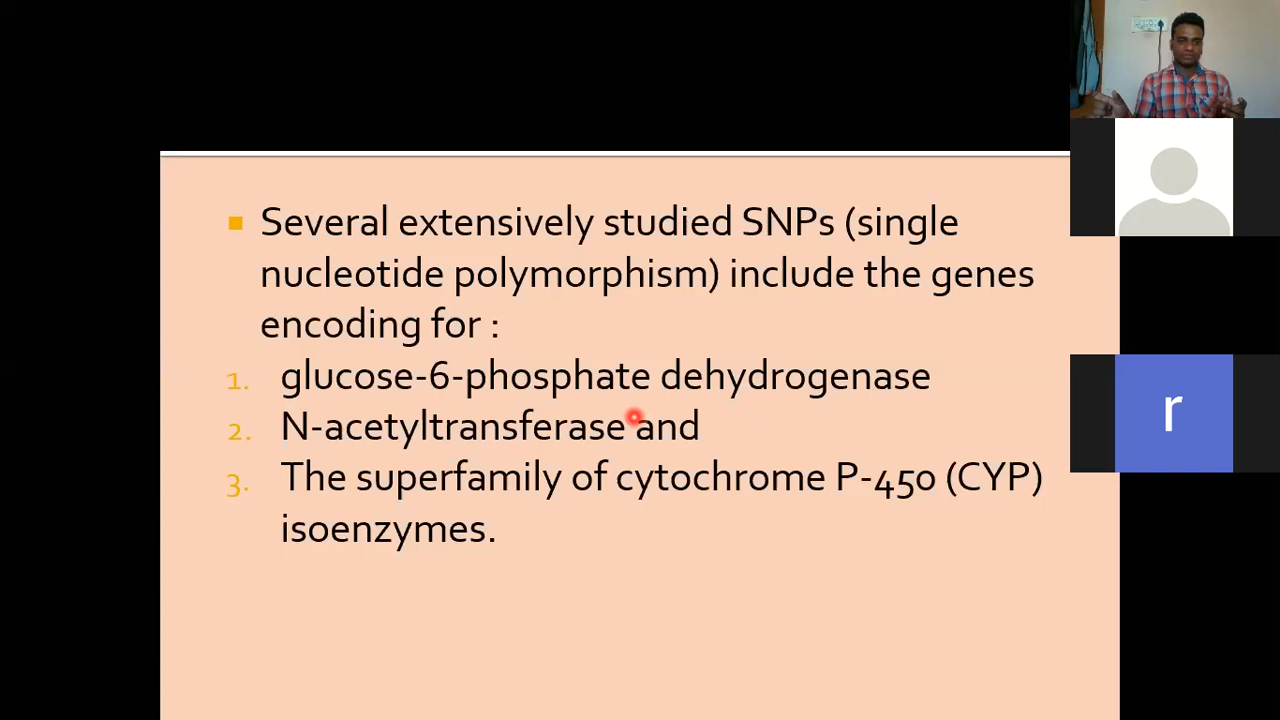 Several extensively studied SNPs (single
nucleotide polymorphism) include the genes
encoding for :
1. glucose-6-phosphate dehydrogenase
2. N-acetyltransferase and
3. The superfamily of cytochrome P-450 (CYP)
isoenzymes.
r